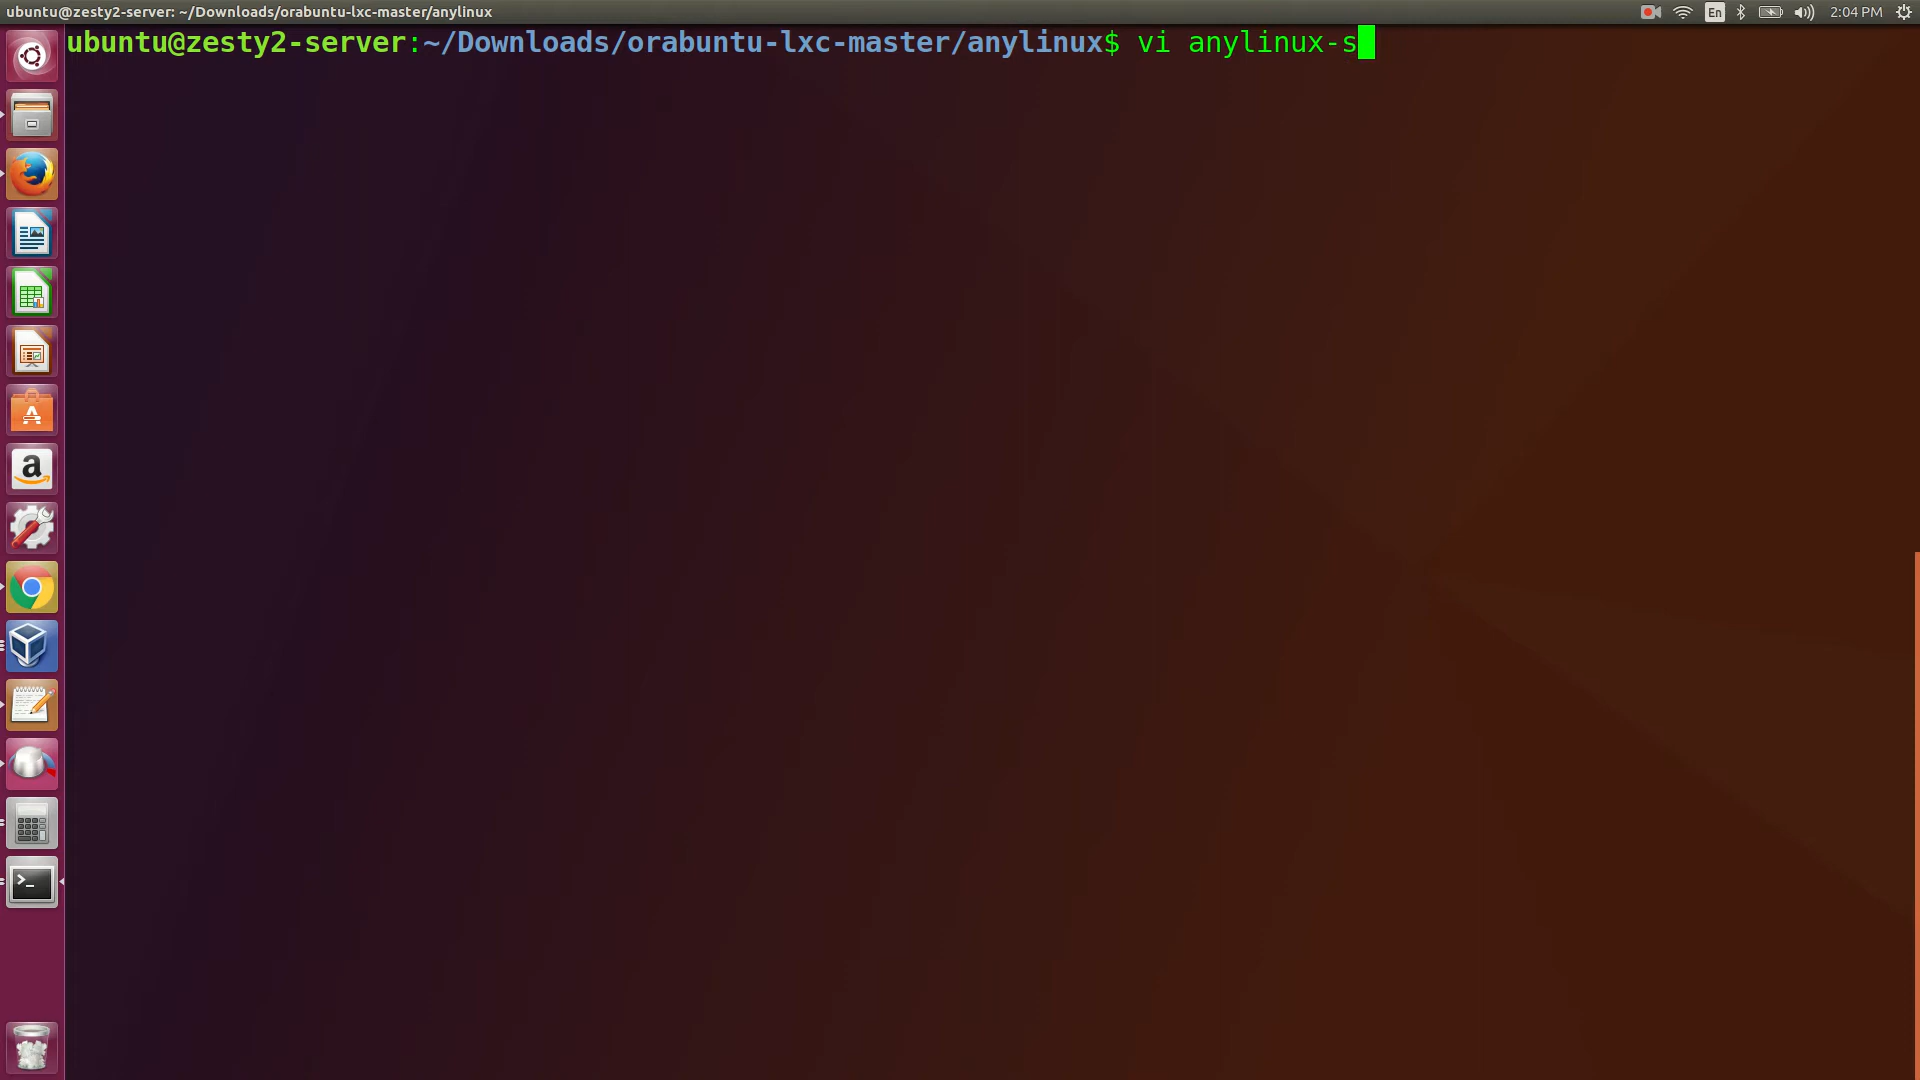 ubuntu@zesty2-server: ~/Downloads/orabuntu-lxc-master/anylinux
En
2:04 PM
ubuntu@zesty2-server:~/Downloads/orabuntu-lxc-master/anylinux$ vi anylinux-s
A
a
>_